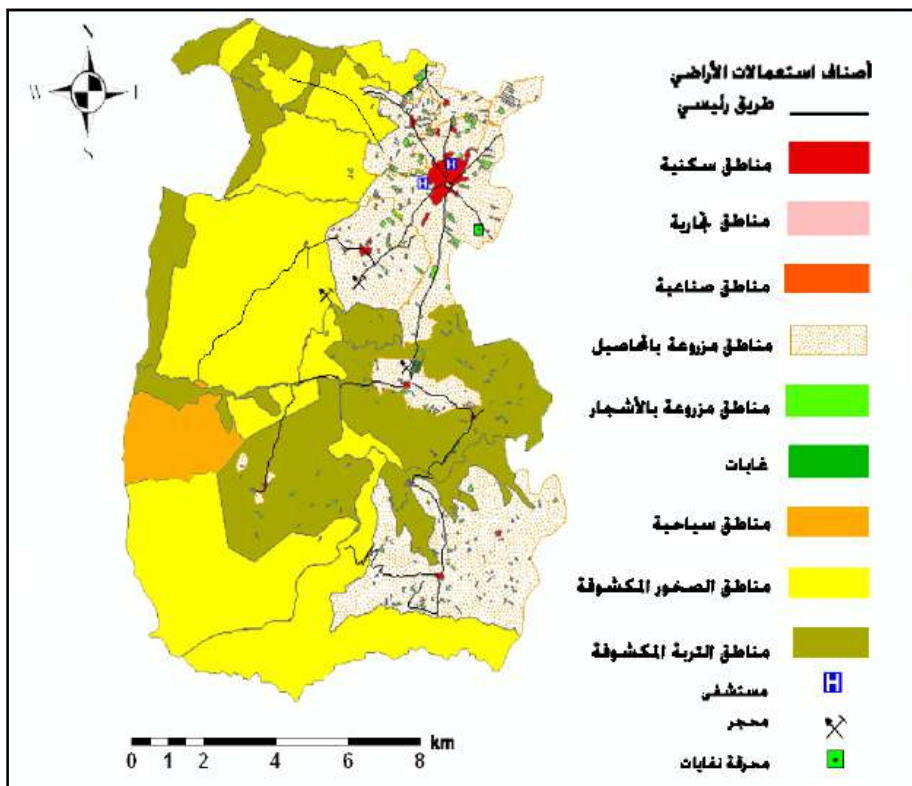 N
W
S
أصناف استعمالات الأراضي
طريق رئيسي
مناطق سكنية
مناطق تجارية
مناطق صناعية
مناطق مزروعة بالمحاصيل
مناطق مزروعة بالأشجار
غابات
مناطق سياحية
مناطق الصخور المكشوفة
مناطق التربة المكشوفة
مستشفى H
محجر
محرقة نفايات
H
H
0 1 2 4 6 8 km